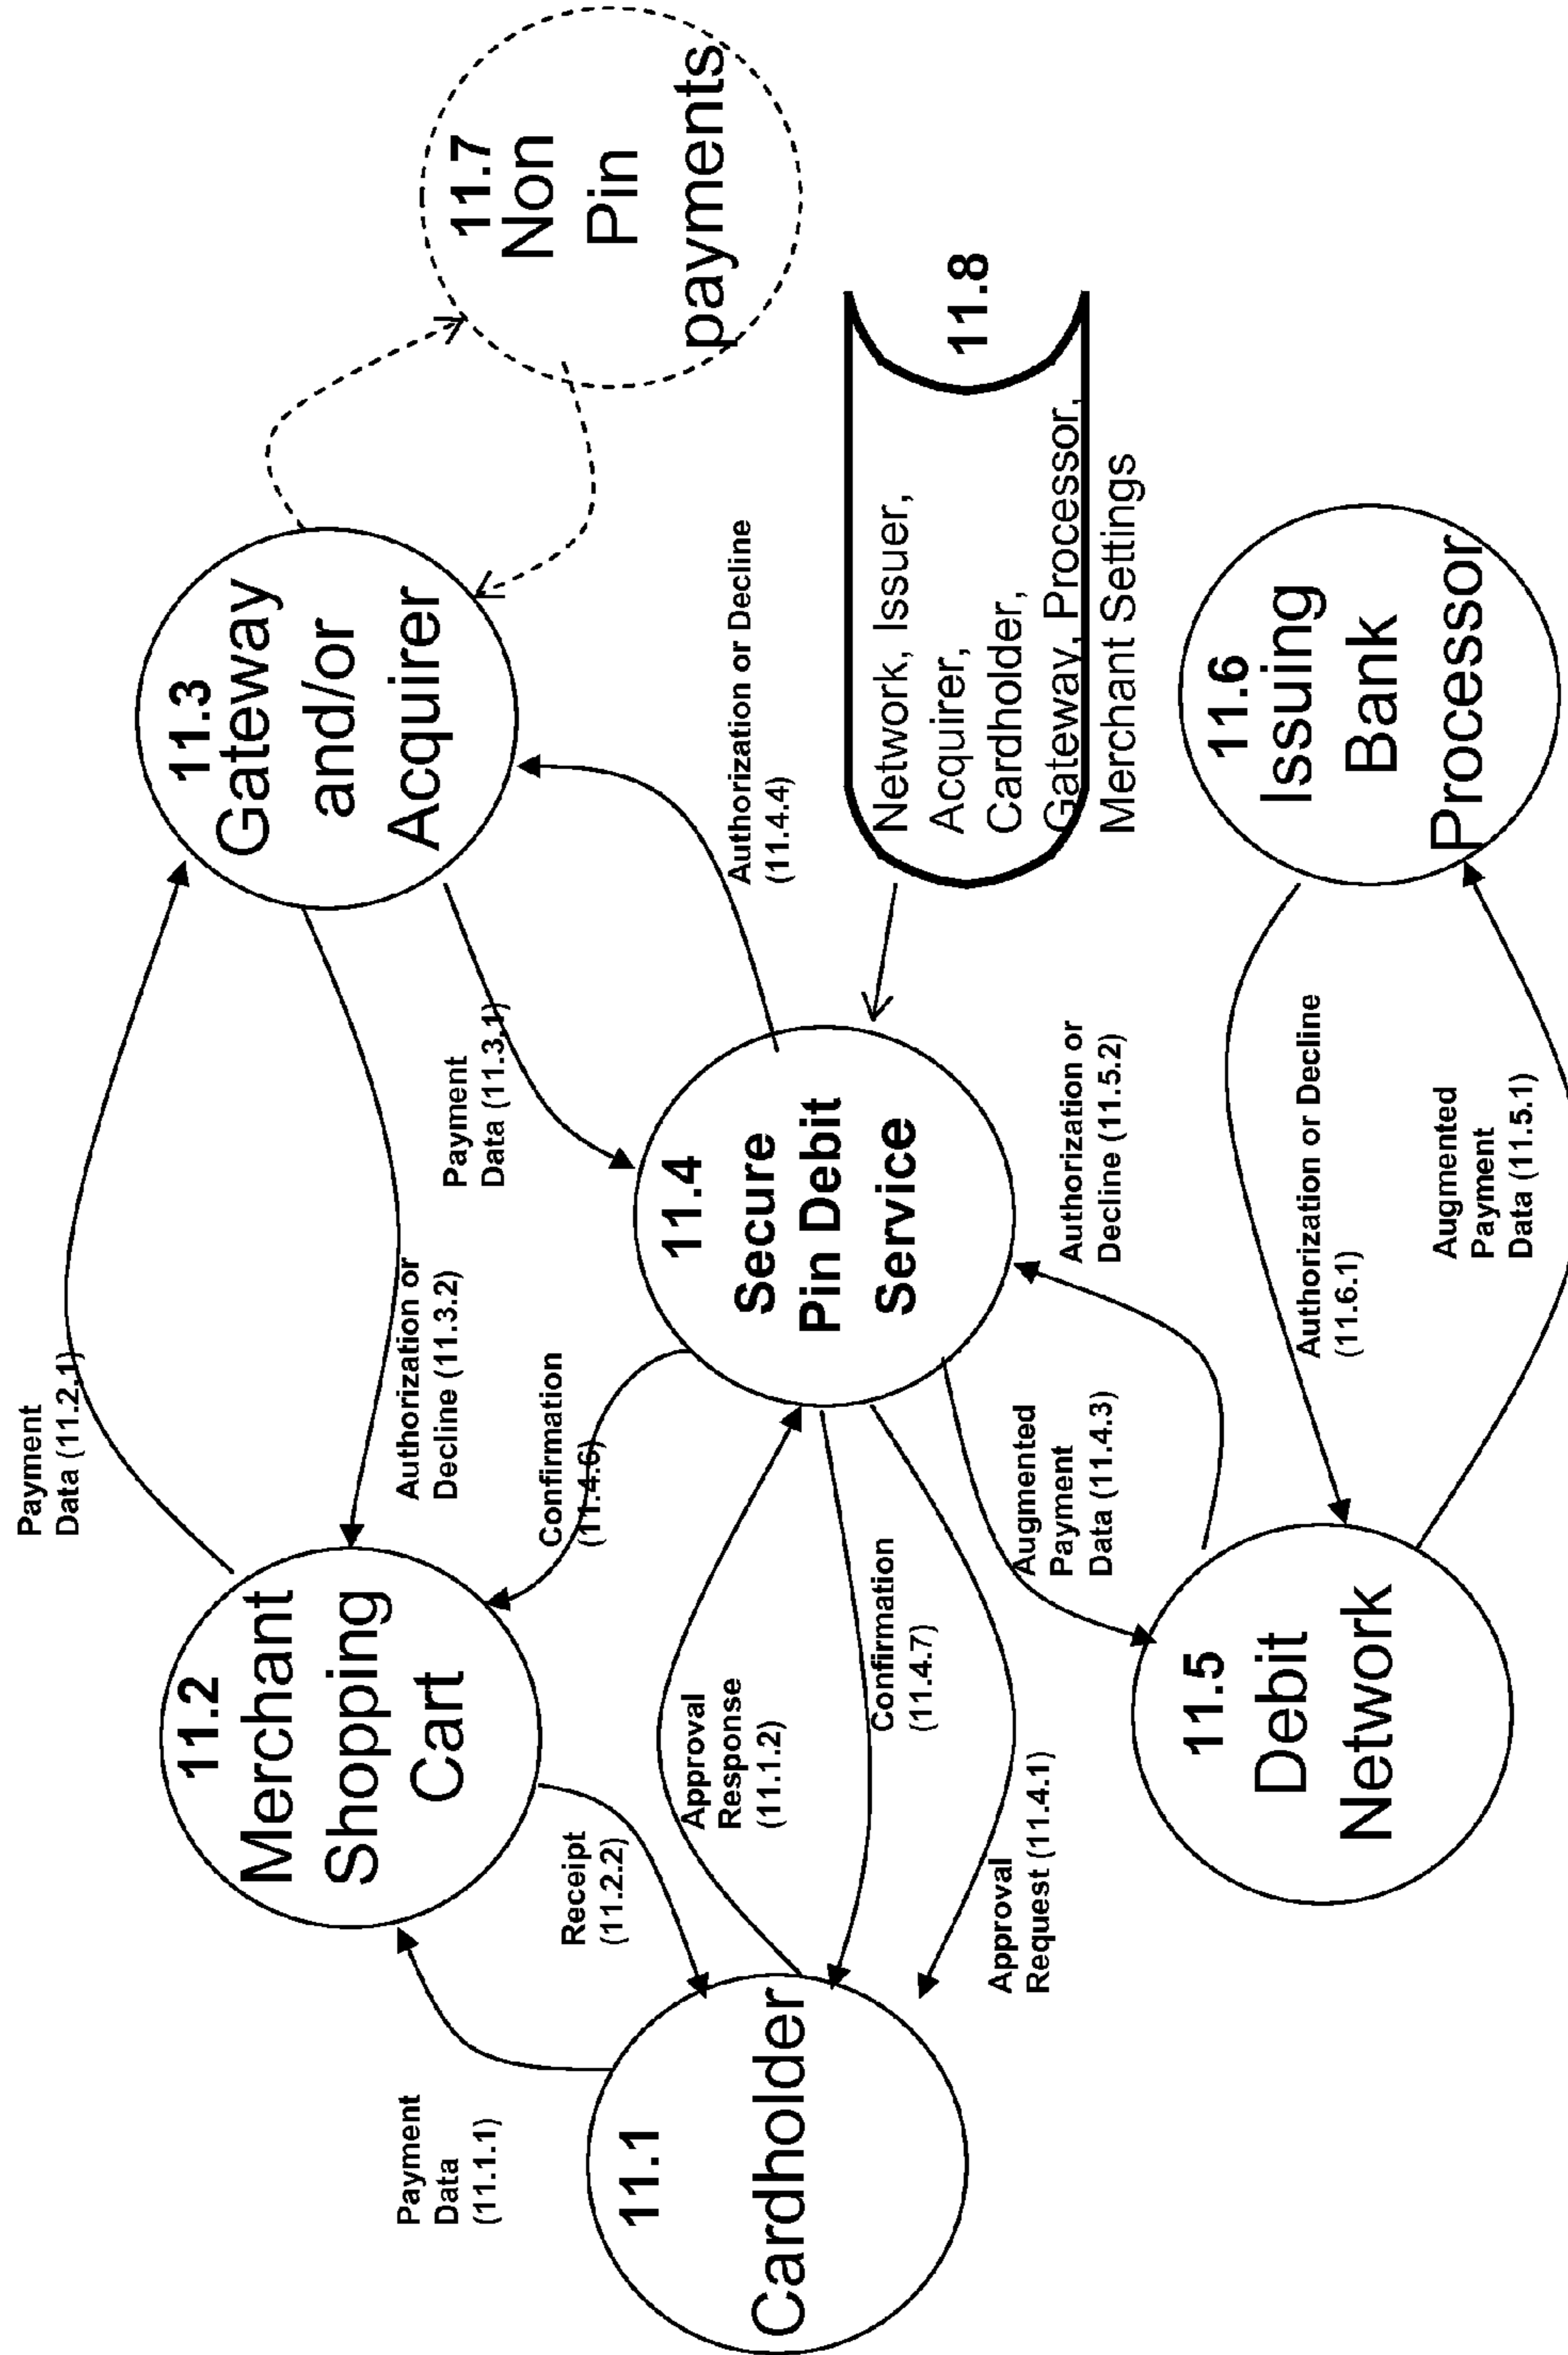 Payment
Data (11.2.1)
11.2
Merchant
Shopping
Cart
11.3
Gateway
and/or
Acquirer
Authorization or
Decline (11.3.2)
Payment
Data (11.3.1)
11.7
Non
Pin
payments
Payment
Data
(11.1.1)
Receipt
(11.2.2)
Confirmation
(11.4.6)
11.1
Cardholder
Approval
Response
(11.1.2)
Confirmation
(11.4.7)
Approval
Request (11.4.1)
11.4
Secure
Pin Debit
Service
Authorization or Decline
(11.4.4)
11.8
Network, Issuer,
Acquirer,
Cardholder,
Gateway, Processor,
Merchant Settings
Augmented
Payment
Data (11.4.3)
Authorization or
Decline (11.5.2)
11.5
Debit
Network
Authorization or Decline
(11.6.1)
Augmented
Payment
Data (11.5.1)
11.6
Issuing
Bank
Processor